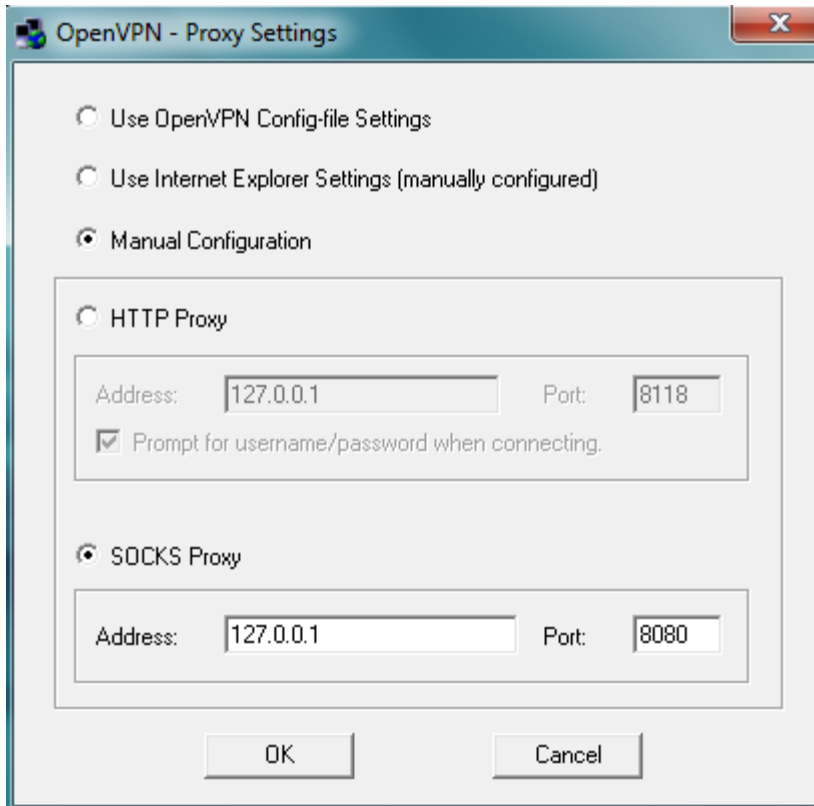 OpenVPN - Proxy Settings
Use OpenVPN Config-file Settings
Use Internet Explorer Settings (manually configured)
Manual Configuration
HTTP Proxy
Address: 127.0.0.1 Port: 8118
Prompt for username/password when connecting.
SOCKS Proxy
Address: 127.0.0.1 Port: 8080
OK Cancel